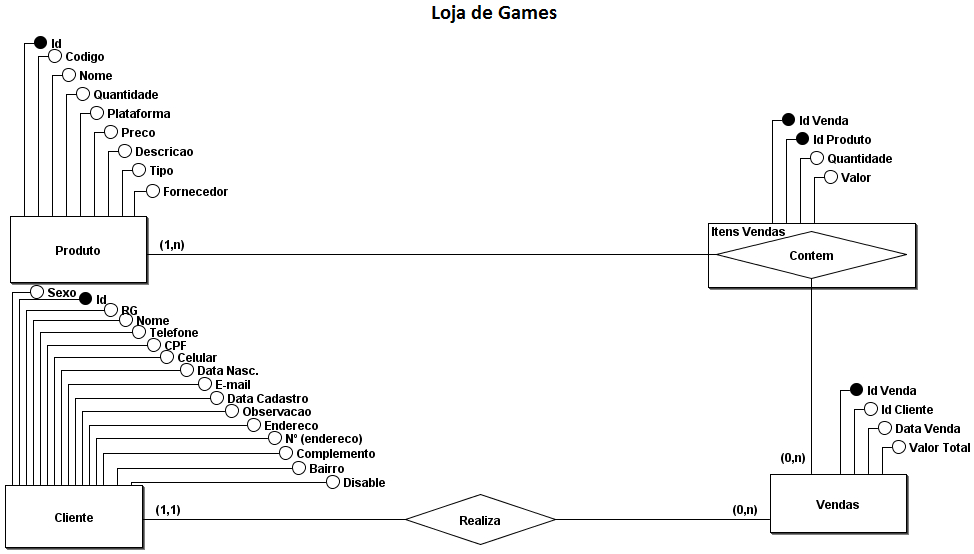 Loja de Games
Id
Codigo
Nome
Quantidade
Plataforma
Preco
Descricao
Tipo
Fornecedor
Produto
(1,n)
Id Venda
Id Produto
Quantidade
Valor
Itens Vendas
Contem
Sexo
Id
RG
Nome
Telefone
CPF
Celular
Data Nasc.
E-mail
Data Cadastro
Observacao
Endereco
Nº (endereco)
Complemento
Bairro
Disable
Cliente
(1,1)
Realiza
(0,n)
(0,n)
Id Venda
Id Cliente
Data Venda
Valor Total
Vendas